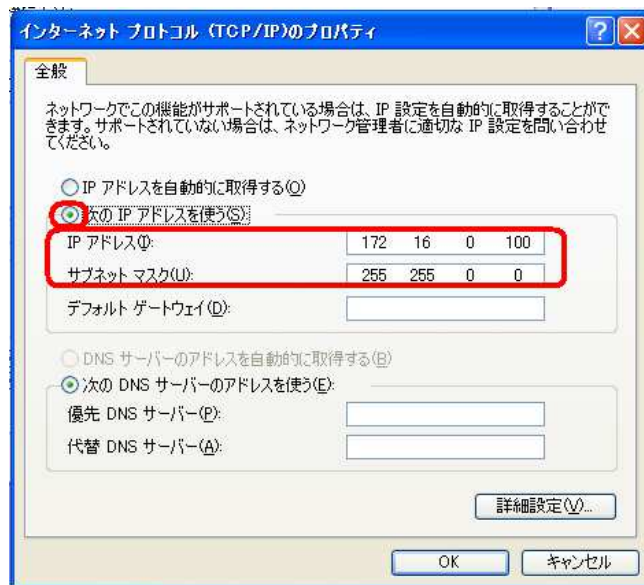 インターネット プロトコル (TCP/IP)のプロパティ
全般
ネットワークでこの機能がサポートされている場合は、IP 設定を自動的に取得することがで
きます。サポートされていない場合は、ネットワーク管理者に適切な IP 設定を問い合わせ
てください。
IP アドレスを自動的に取得する(O)
次の IP アドレスを使う(S):
IP アドレス(I): 172 16 0 100
サブネット マスク(U): 255 255 0 0
デフォルト ゲートウェイ(D):
DNS サーバーのアドレスを自動的に取得する(B)
次の DNS サーバーのアドレスを使う(E):
優先 DNS サーバー(P):
代替 DNS サーバー(A):
詳細設定(V)...
OK キャンセル